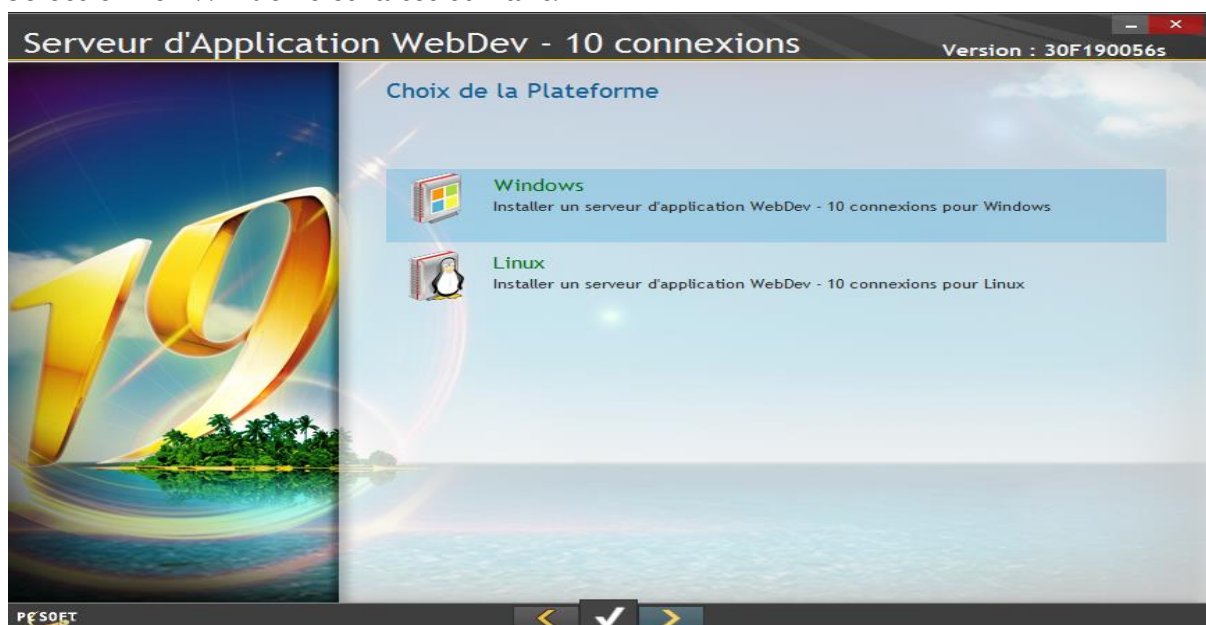 Serveur d'Application WebDev - 10 connexions
Version : 30F190056s
Choix de la Plateforme
Windows
Installer un serveur d'application WebDev - 10 connexions pour Windows
Linux
Installer un serveur d'application WebDev - 10 connexions pour Linux
19
PC SOFT